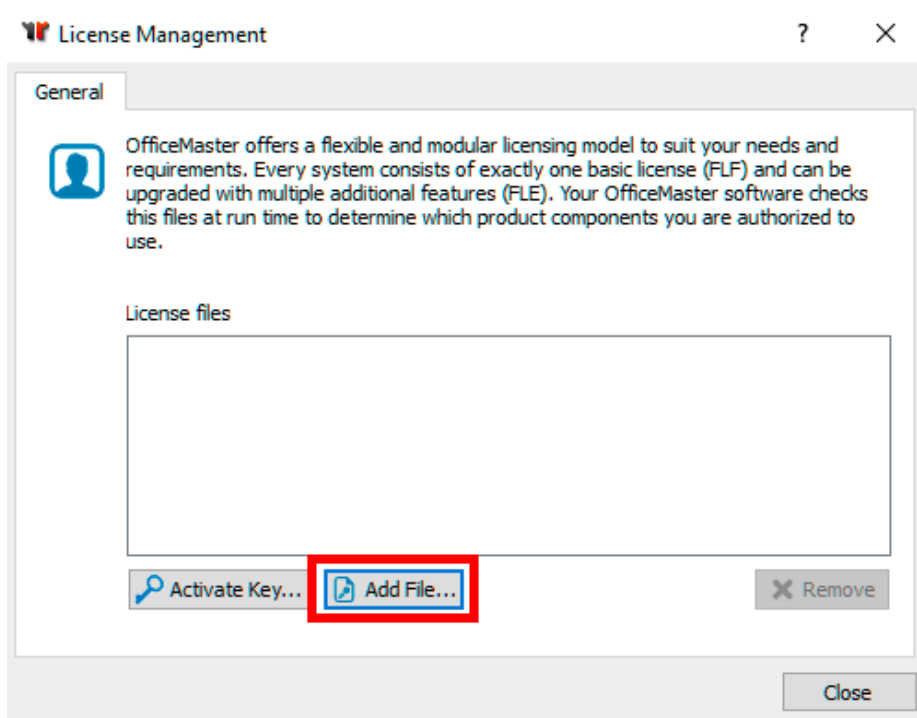 License Management
General
OfficeMaster offers a flexible and modular licensing model to suit your needs and
requirements. Every system consists of exactly one basic license (FLF) and can be
upgraded with multiple additional features (FLE). Your OfficeMaster software checks
this files at run time to determine which product components you are authorized to
use.
License files
Activate Key... Add File... Remove
Close